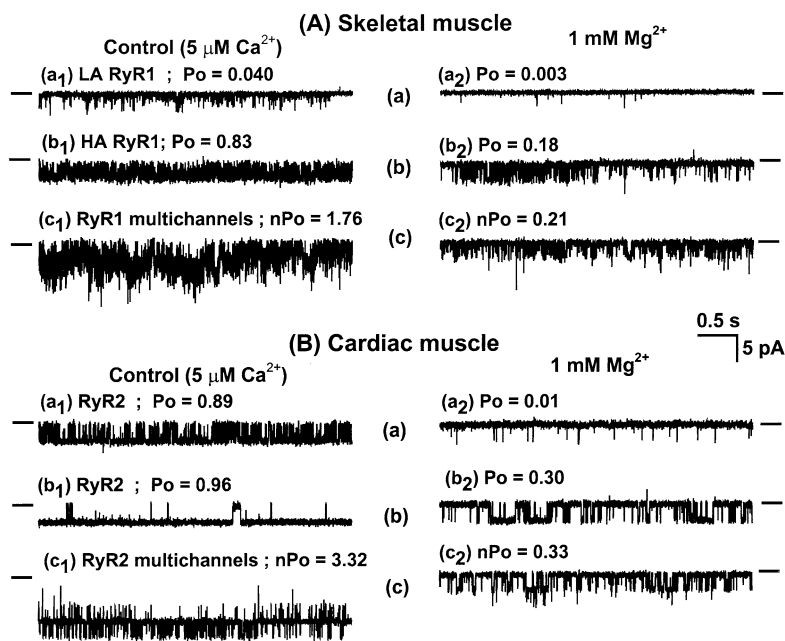 (A) Skeletal muscle
Control (5 μM Ca²⁺)
1 mM Mg²⁺
(a₁) LA RyR1 ; Po = 0.040
(a)
(a₂) Po = 0.003
(b₁) HA RyR1; Po = 0.83
(b)
(b₂) Po = 0.18
(c₁) RyR1 multichannels ; nPo = 1.76
(c)
(c₂) nPo = 0.21
0.5 s
5 pA
(B) Cardiac muscle
Control (5 μM Ca²⁺)
1 mM Mg²⁺
(a₁) RyR2 ; Po = 0.89
(a)
(a₂) Po = 0.01
(b₁) RyR2 ; Po = 0.96
(b)
(b₂) Po = 0.30
(c₁) RyR2 multichannels ; nPo = 3.32
(c)
(c₂) nPo = 0.33